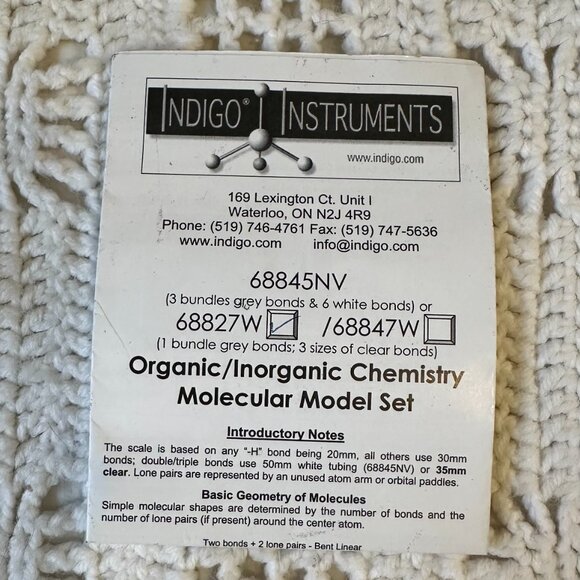 INDIGO® INSTRUMENTS
www.indigo.com
169 Lexington Ct. Unit I
Waterloo, ON N2J 4R9
Phone: (519) 746-4761 Fax: (519) 747-5636
www.indigo.com info@indigo.com
68845NV
(3 bundles grey bonds & 6 white bonds) or
68827W /68847W
(1 bundle grey bonds; 3 sizes of clear bonds)
Organic/Inorganic Chemistry
Molecular Model Set
Introductory Notes
The scale is based on any "-H" bond being 20mm, all others use 30mm
bonds; double/triple bonds use 50mm white tubing (68845NV) or 35mm
clear. Lone pairs are represented by an unused atom arm or orbital paddles.
Basic Geometry of Molecules
Simple molecular shapes are determined by the number of bonds and the
number of lone pairs (if present) around the center atom.
Two bonds + 2 lone pairs - Bent Linear